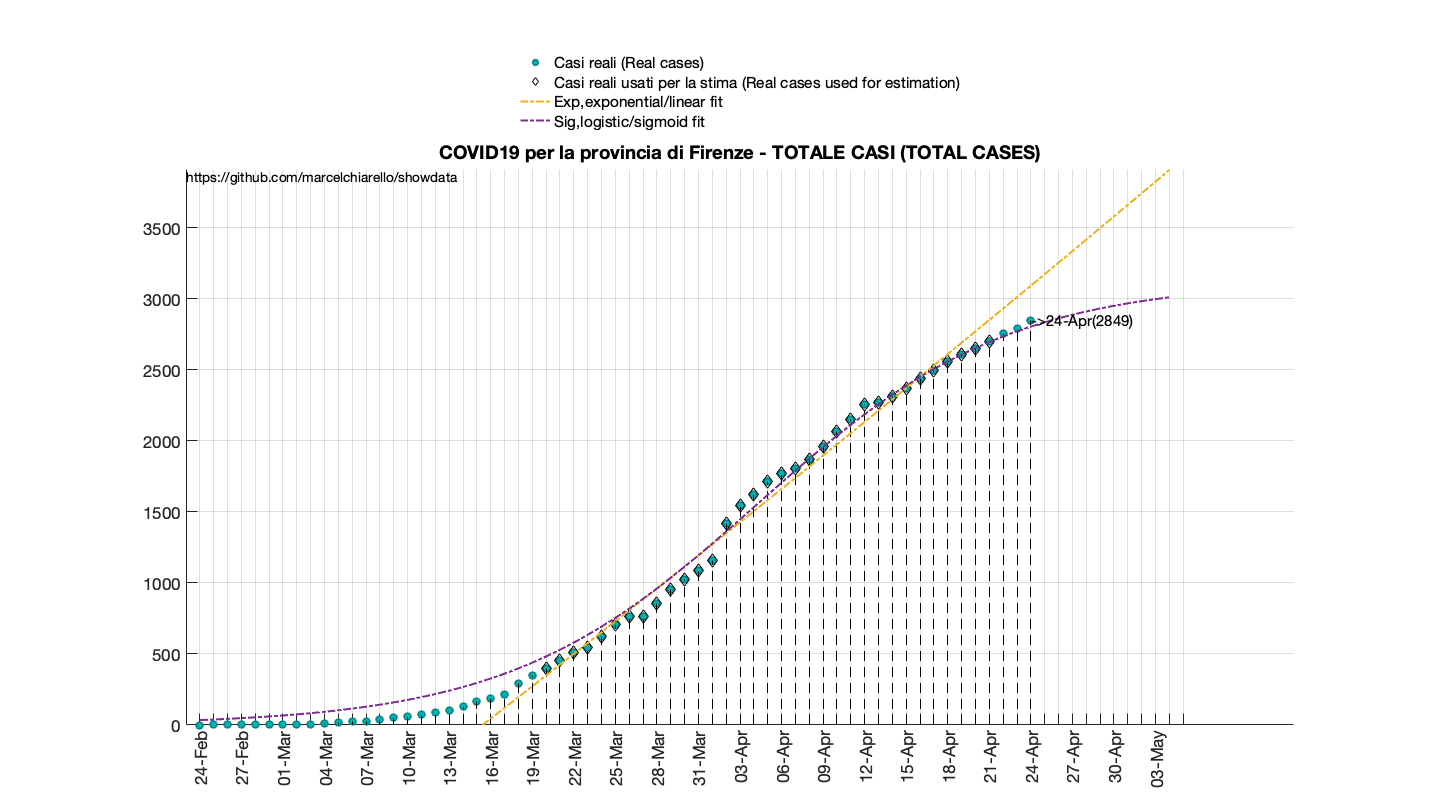 Casi reali (Real cases)
Casi reali usati per la stima (Real cases used for estimation)
Exp,exponential/linear fit
Sig,logistic/sigmoid fit
COVID19 per la provincia di Firenze - TOTALE CASI (TOTAL CASES)
https://github.com/marcelchiarello/showdata
3500
3000
2500
2000
1500
1000
500
0
->24-Apr(2849)
24-Feb
27-Feb
01-Mar
04-Mar
07-Mar
10-Mar
13-Mar
16-Mar
19-Mar
22-Mar
25-Mar
28-Mar
31-Mar
03-Apr
06-Apr
09-Apr
12-Apr
15-Apr
18-Apr
21-Apr
24-Apr
27-Apr
30-Apr
03-May